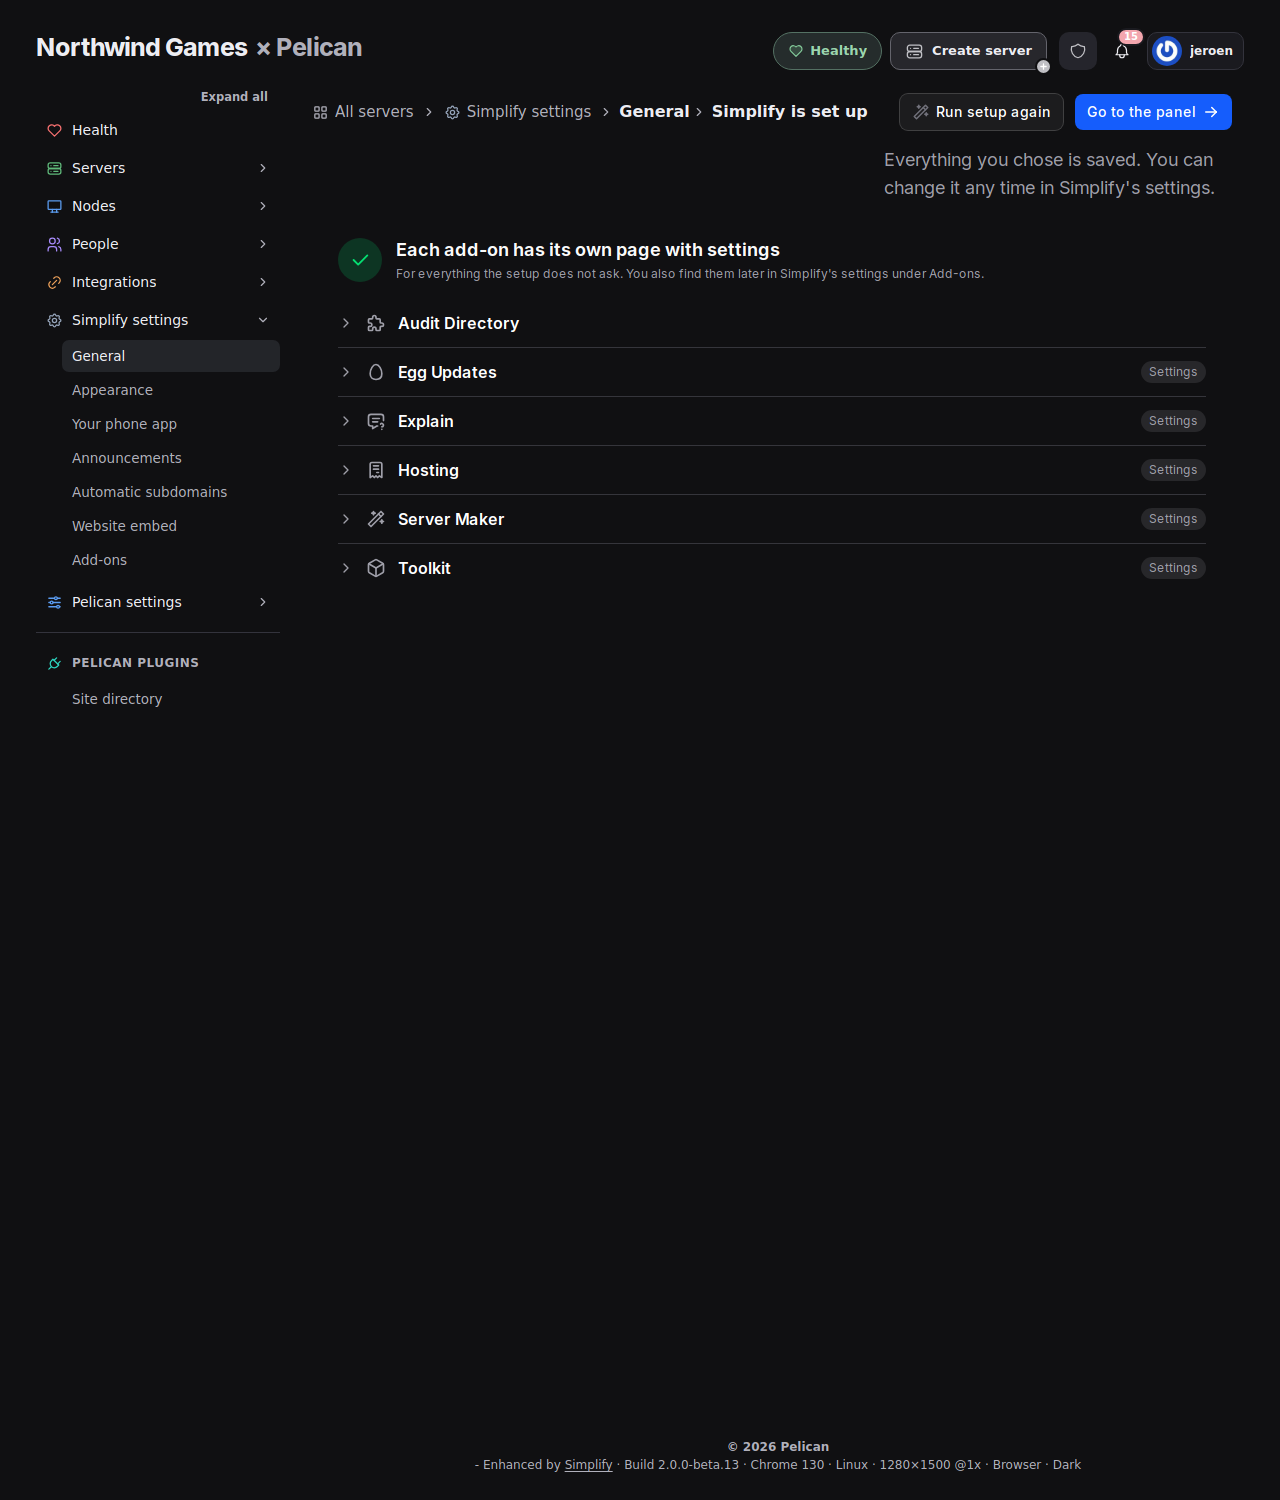 Northwind Games × Pelican
Healthy
Create server
15
jeroen
Expand all
Health
Servers
Nodes
People
Integrations
Simplify settings
General
Appearance
Your phone app
Announcements
Automatic subdomains
Website embed
Add-ons
Pelican settings
PELICAN PLUGINS
Site directory
All servers > Simplify settings > General > Simplify is set up
Run setup again
Go to the panel →
Everything you chose is saved. You can
change it any time in Simplify's settings.
Each add-on has its own page with settings
For everything the setup does not ask. You also find them later in Simplify's settings under Add-ons.
Audit Directory
Egg Updates Settings
Explain Settings
Hosting Settings
Server Maker Settings
Toolkit Settings
© 2026 Pelican
- Enhanced by Simplify · Build 2.0.0-beta.13 · Chrome 130 · Linux · 1280×1500 @1x · Browser · Dark